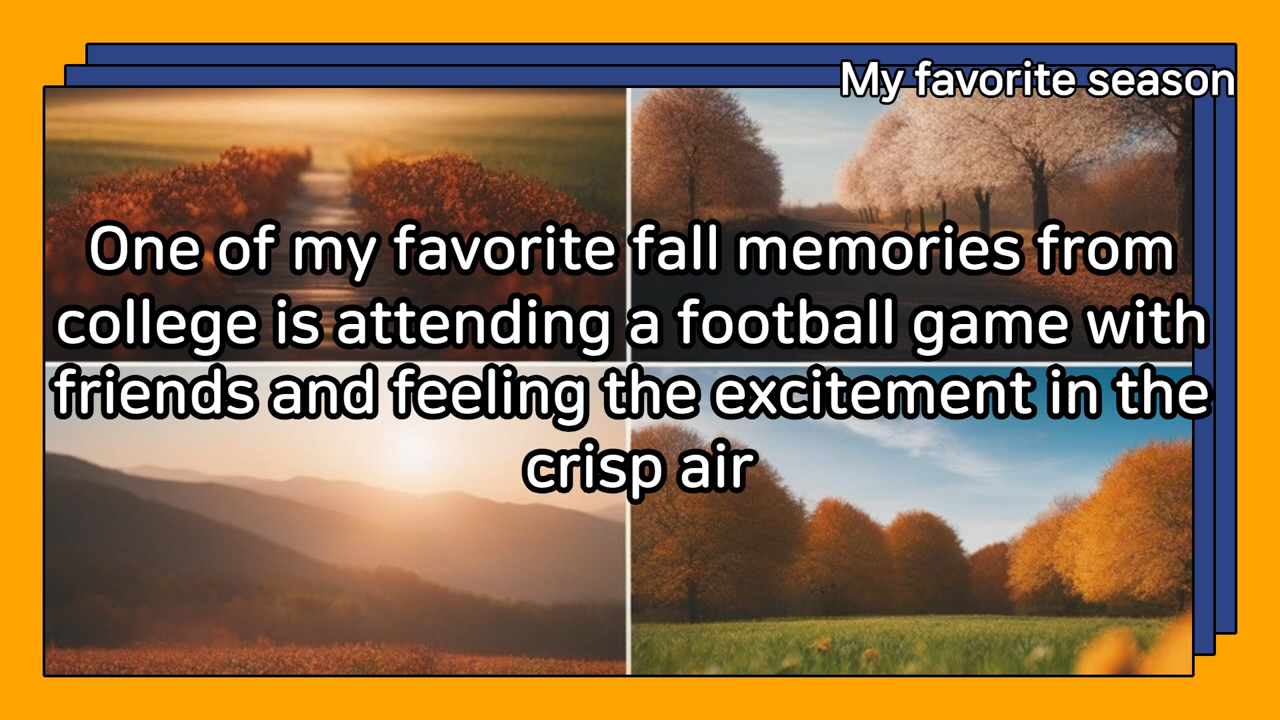 My favorite season
One of my favorite fall memories from
college is attending a football game with
friends and feeling the excitement in the
crisp air